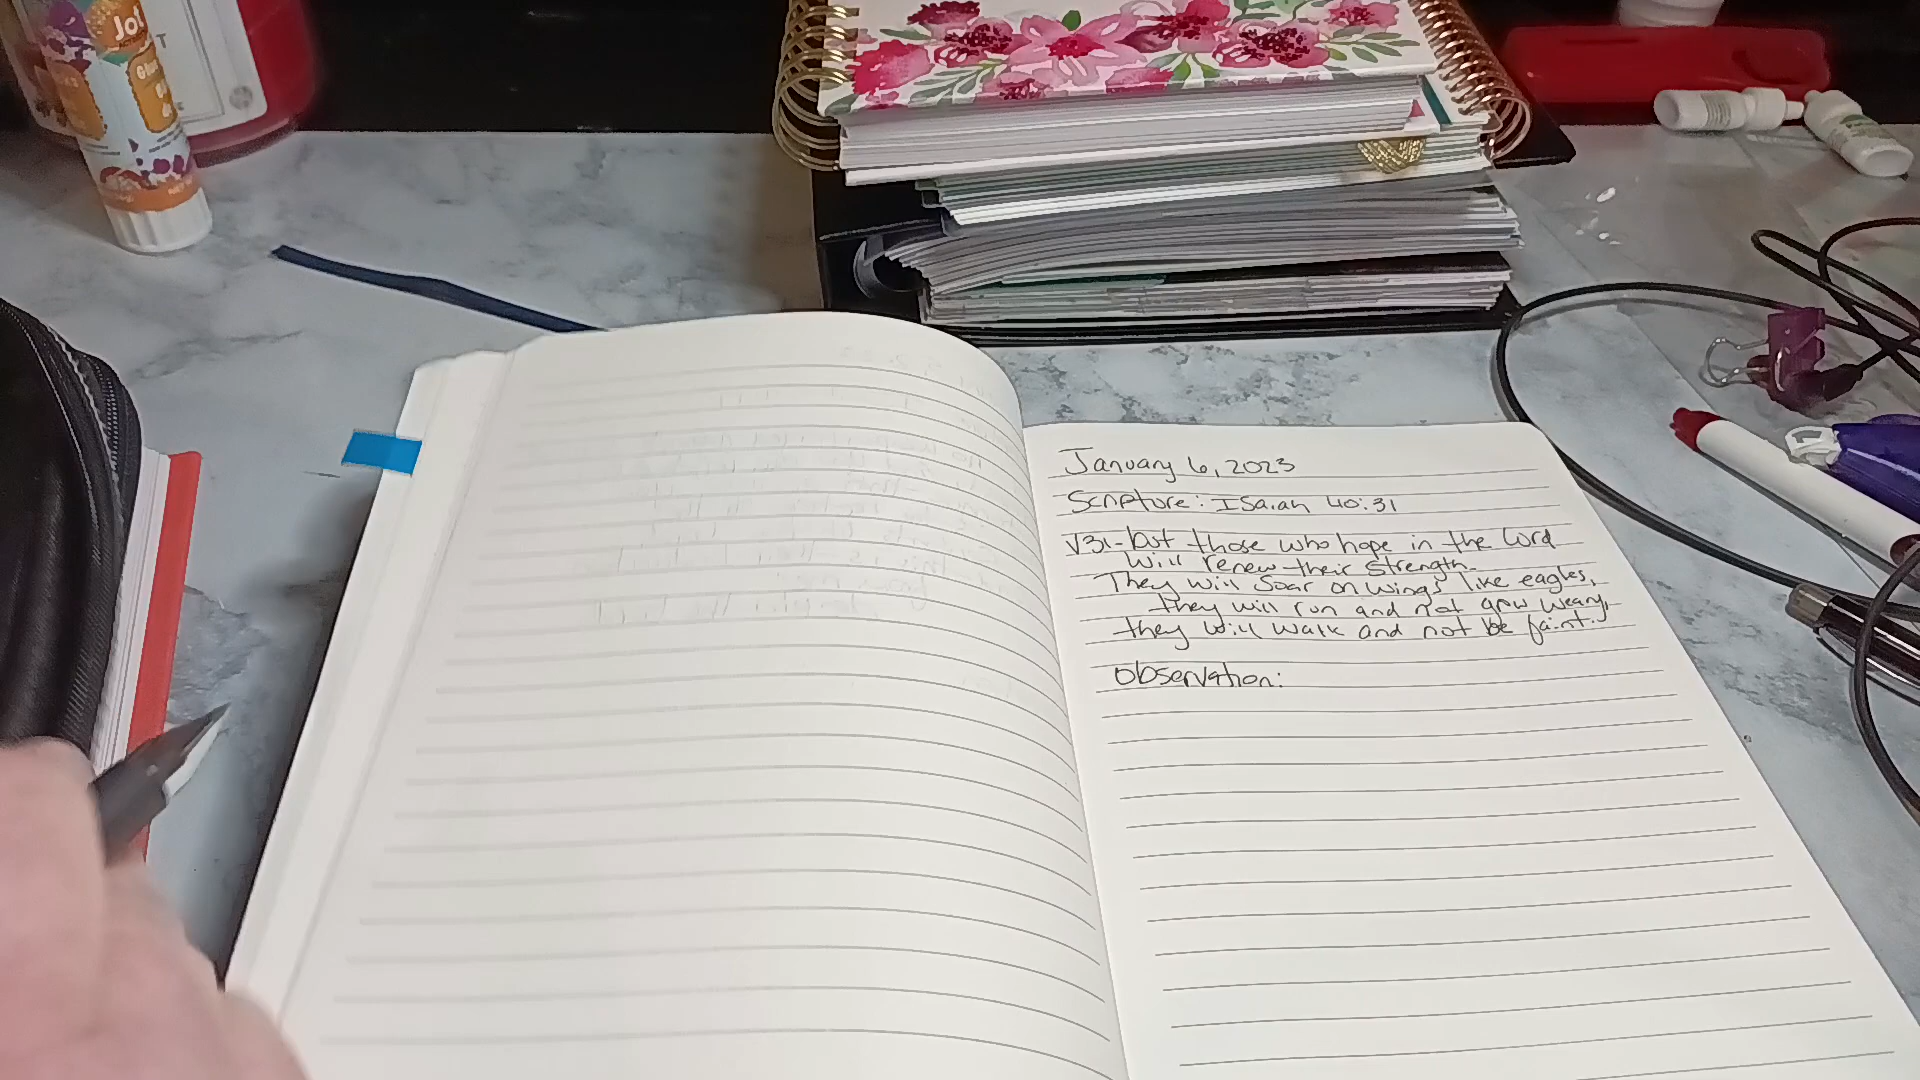 Jot
Glue
January 6, 2023
Scripture: Isaiah 40:31
V31-but those who hope in the Lord
will renew their strength.
They will soar on wings like eagles,
they will run and not grow weary,
they will walk and not be faint.
Observation: